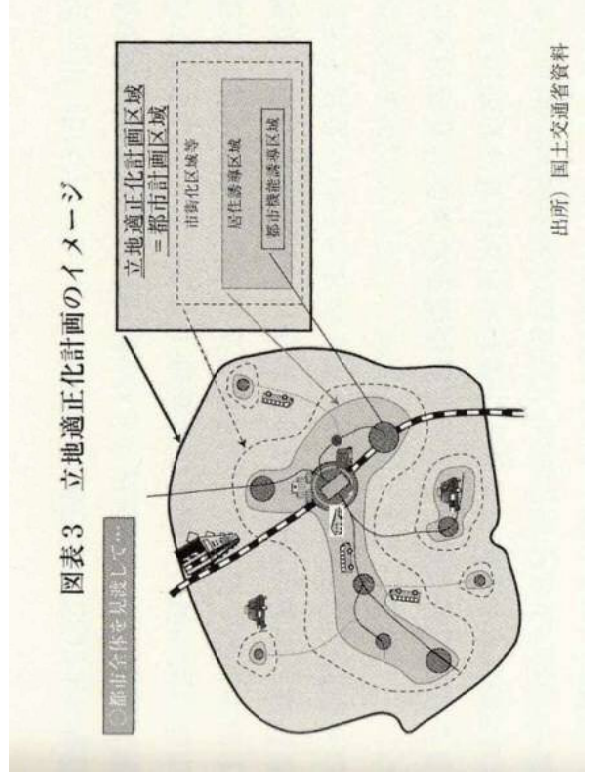 図表3 立地適正化計画のイメージ
○都市全体を見渡して…
立地適正化計画区域
=都市計画区域
市街化区域等
居住誘導区域
都市機能誘導区域
出所) 国土交通省資料